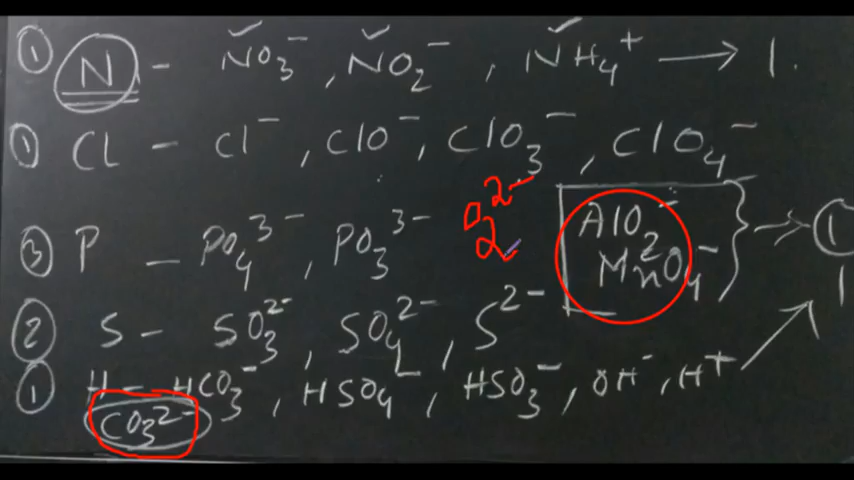 ① N - NO₃⁻, NO₂⁻, NH₄⁺ → 1.
① Cl - Cl⁻, ClO⁻, ClO₃⁻, ClO₄⁻
O₂²⁻ AlO₂⁻ → ①
③ P - PO₄³⁻, PO₃³⁻ MnO₄⁻ 1
② S - SO₃²⁻, SO₄²⁻, S²⁻
① H - HCO₃⁻, HSO₄⁻, HSO₃⁻, OH⁻, H⁺
CO₃²⁻